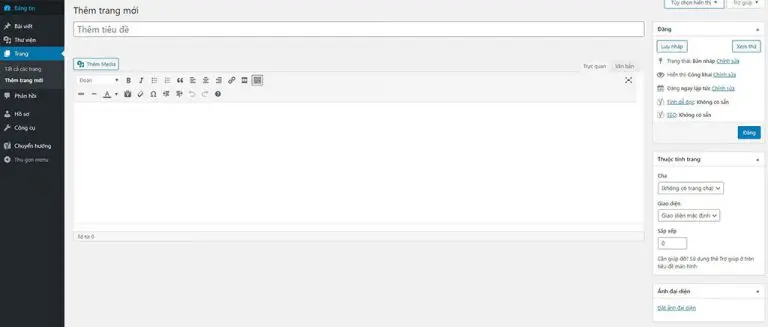 Bảng tin
Bài viết
Thư viện
Trang
Tất cả các trang
Thêm trang mới
Phản hồi
Hồ sơ
Công cụ
Chuyển hướng
Thu gọn menu
Tùy chọn hiển thị ▼
Trợ giúp ▼
Thêm trang mới
Thêm tiêu đề
Thêm Media
Trực quan
Văn bản
Đoạn
Số từ: 0
Đăng
Lưu nháp
Xem thử
Trạng thái: Bản nháp Chỉnh sửa
Hiển thị: Công khai Chỉnh sửa
Đăng ngay lập tức Chỉnh sửa
Tính dễ đọc: Không có sẵn
SEO: Không có sẵn
Đăng
Thuộc tính trang
Cha
(không có trang cha)
Giao diện
Giao diện mặc định
Sắp xếp
0
Cần giúp đỡ? Sử dụng thẻ Trợ giúp ở trên
tiêu đề màn hình
Ảnh đại diện
Đặt ảnh đại diện